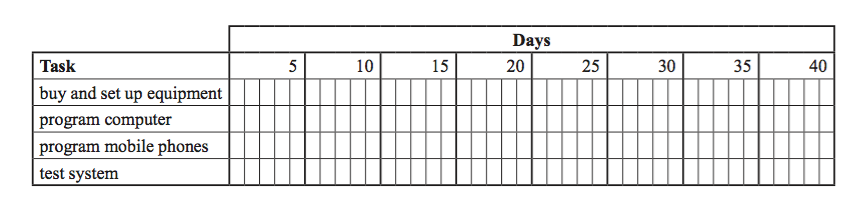 Days
Task 5 10 15 20 25 30 35 40
buy and set up equipment
program computer
program mobile phones
test system